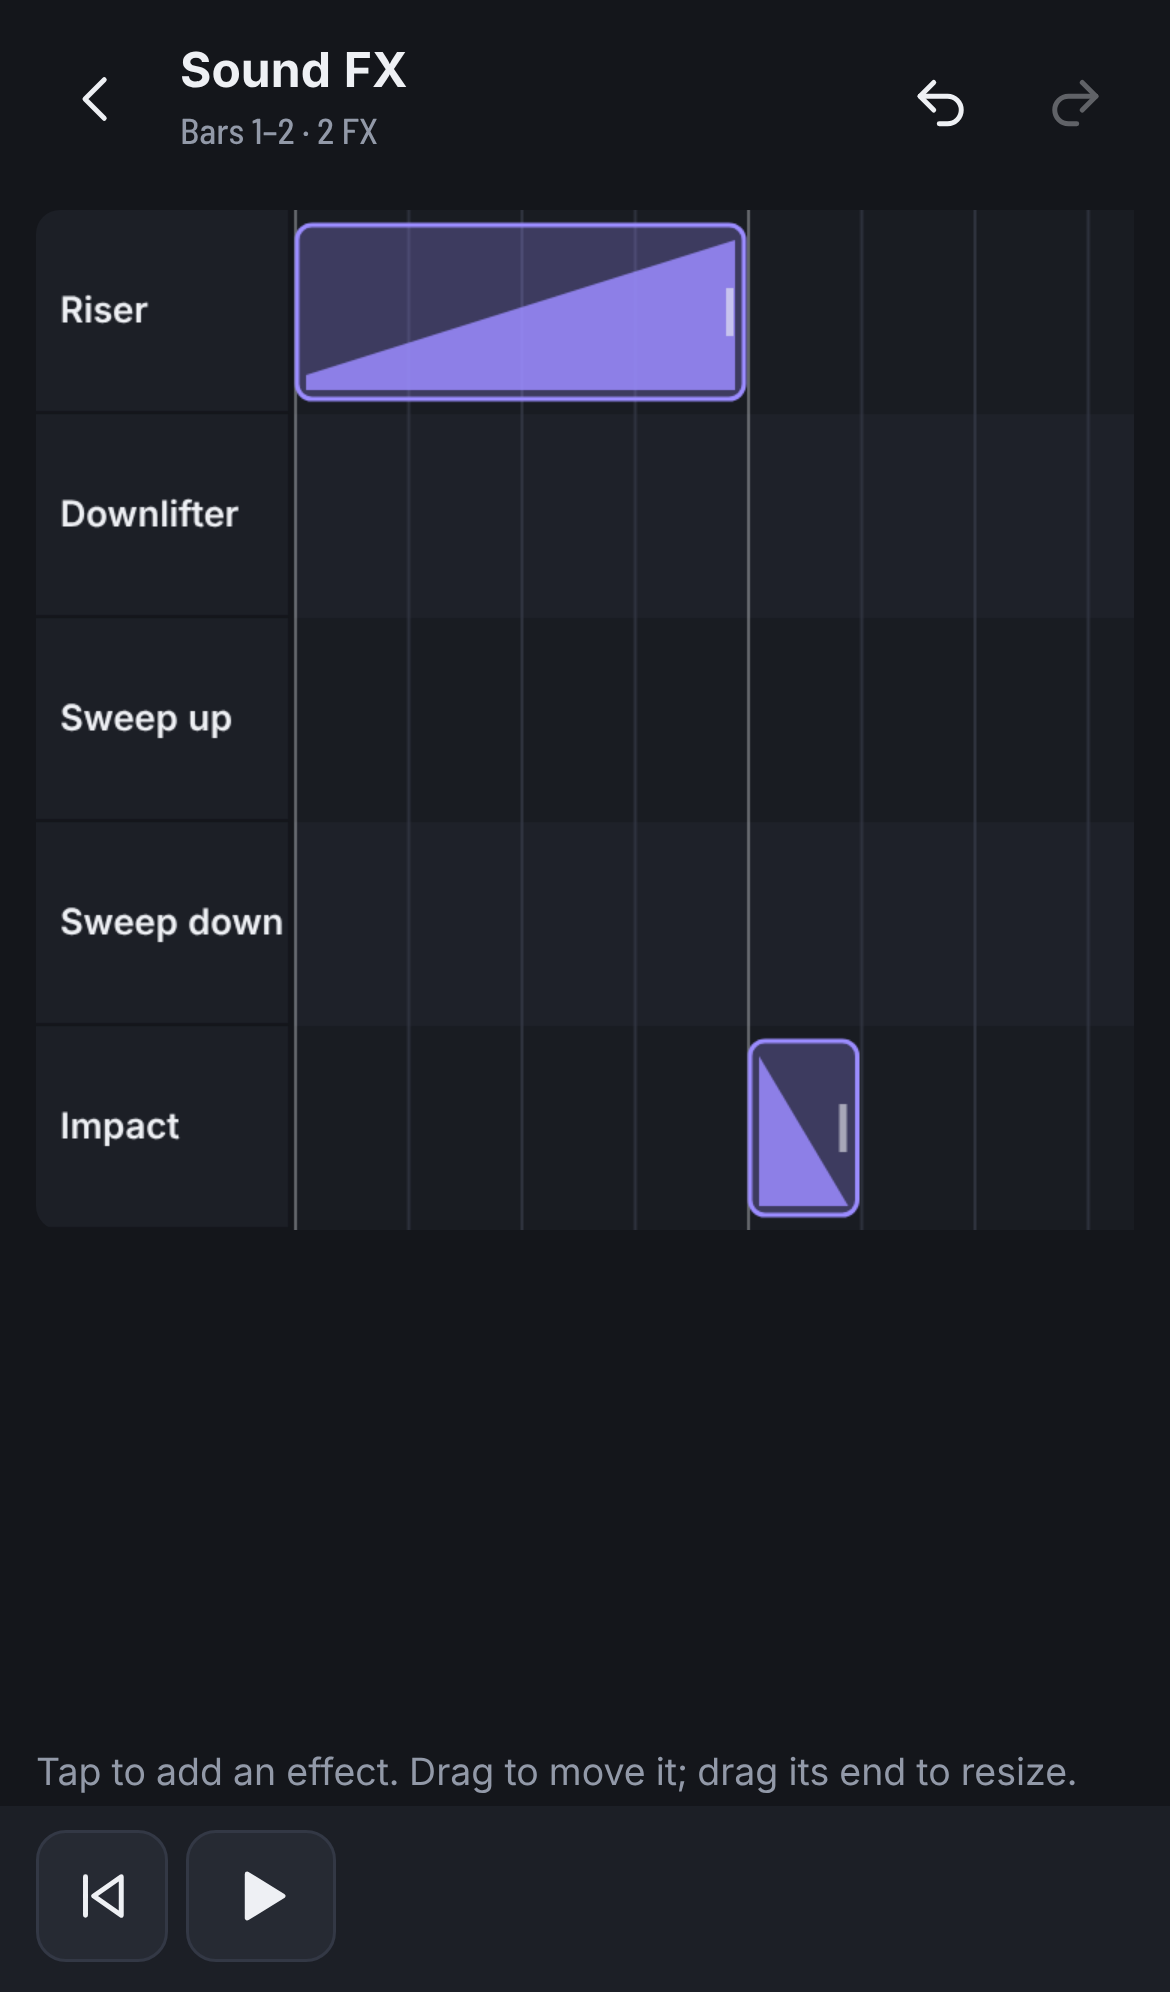 Sound FX
Bars 1–2 · 2 FX
Riser
Downlifter
Sweep up
Sweep down
Impact
Tap to add an effect. Drag to move it; drag its end to resize.